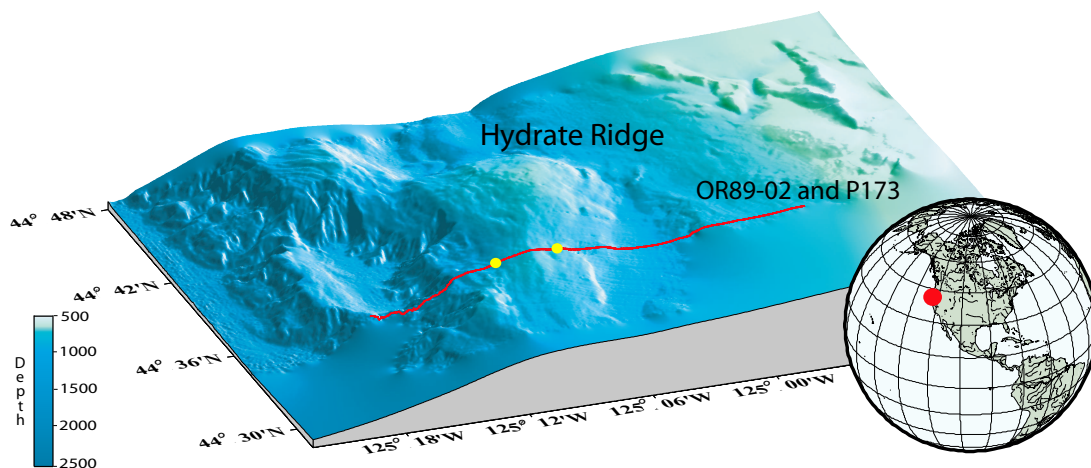 Hydrate Ridge
OR89-02 and P173
44° 48'N
44° 42'N
44° 36'N
44° 30'N
125° 18'W
125° 12'W
125° 06'W
125° 00'W
Depth
500
1000
1500
2000
2500